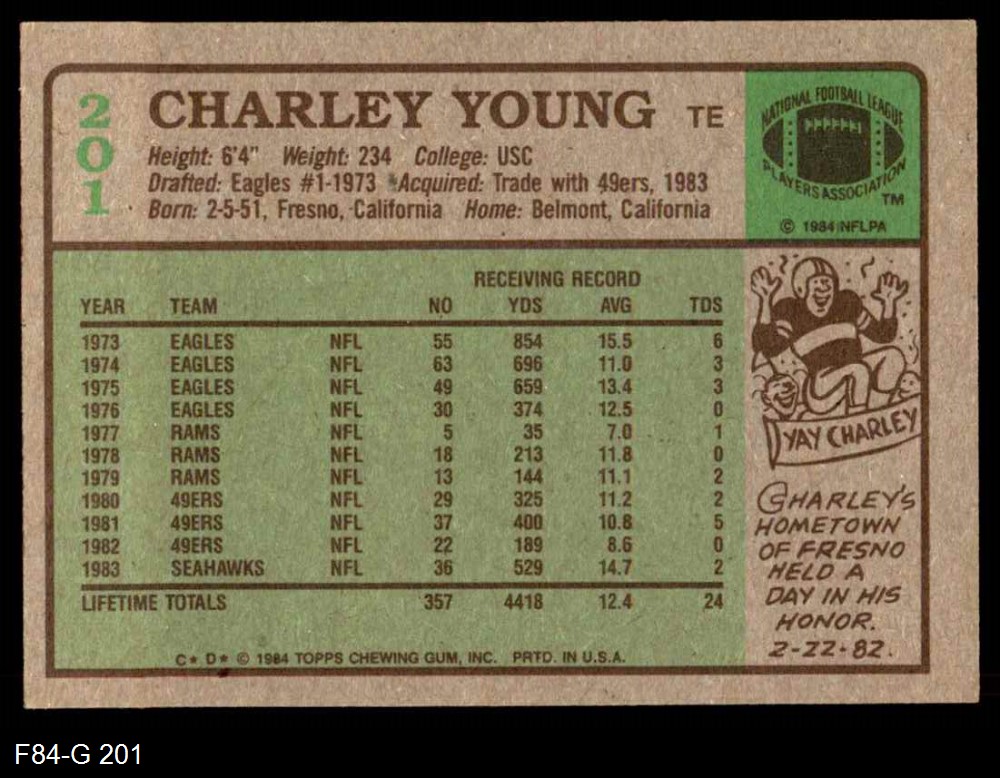 201
CHARLEY YOUNG TE
Height: 6'4" Weight: 234 College: USC
Drafted: Eagles #1-1973 Acquired: Trade with 49ers, 1983
Born: 2-5-51, Fresno, California Home: Belmont, California
NATIONAL FOOTBALL LEAGUE
PLAYERS ASSOCIATION
TM
© 1984 NFLPA
RECEIVING RECORD
YEAR TEAM NO YDS AVG TDS
1973 EAGLES NFL 55 854 15.5 6
1974 EAGLES NFL 63 696 11.0 3
1975 EAGLES NFL 49 659 13.4 3
1976 EAGLES NFL 30 374 12.5 0
1977 RAMS NFL 5 35 7.0 1
1978 RAMS NFL 18 213 11.8 0
1979 RAMS NFL 13 144 11.1 2
1980 49ERS NFL 29 325 11.2 2
1981 49ERS NFL 37 400 10.8 5
1982 49ERS NFL 22 189 8.6 0
1983 SEAHAWKS NFL 36 529 14.7 2
LIFETIME TOTALS 357 4418 12.4 24
C* D* © 1984 TOPPS CHEWING GUM, INC. PRTD. IN U.S.A.
YAY CHARLEY
CHARLEY'S
HOMETOWN
OF FRESNO
HELD A
DAY IN HIS
HONOR.
2-22-82.
F84-G 201